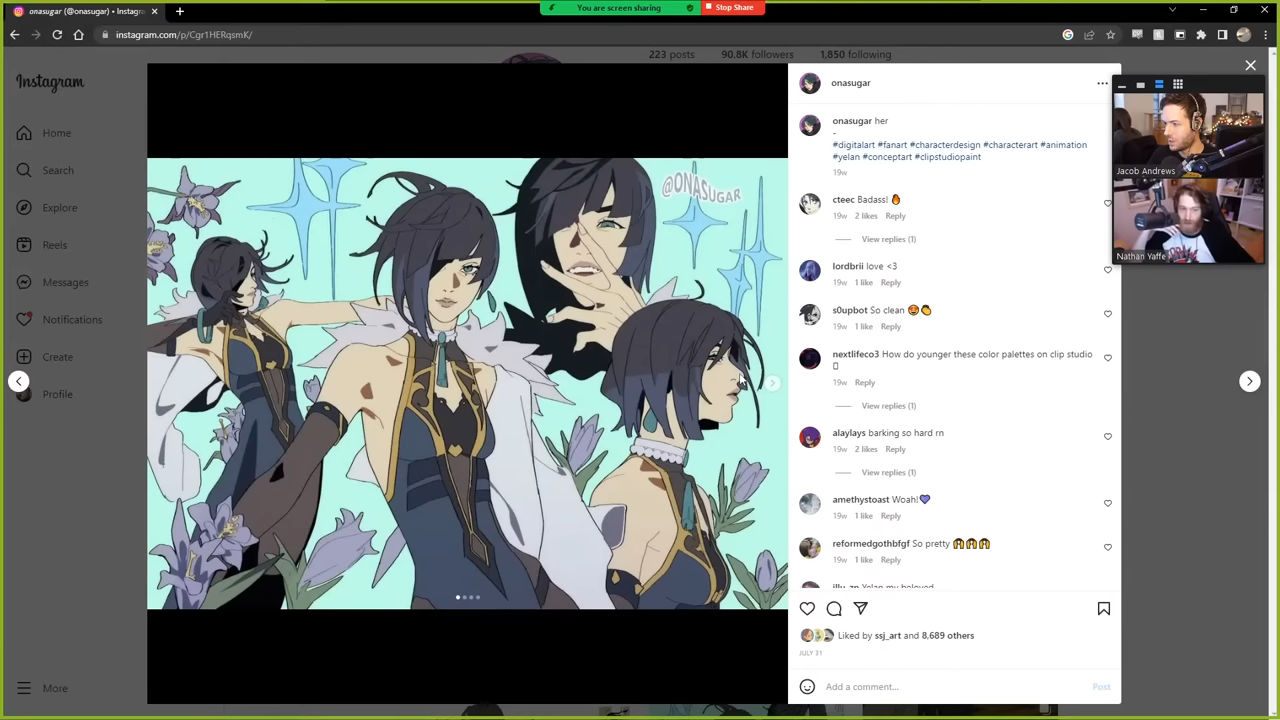 onasugar (@onasugar) • Instagr
You are screen sharing
Stop Share
instagram.com/p/Cgr1HERqsmK/
223 posts
90.8K followers
1,850 following
Instagram
Home
Search
Explore
Reels
Messages
Notifications
Create
Profile
More
@ONASUGAR
onasugar
onasugar her
-
#digitalart #fanart #characterdesign #characterart #animation
#yelan #conceptart #clipstudiopaint
19w
cteec Badass!
19w 2 likes Reply
View replies (1)
lordbrii love <3
19w 1 like Reply
s0upbot So clean
19w 1 like Reply
nextlifeco3 How do younger these color palettes on clip studio
19w Reply
View replies (1)
alaylays barking so hard rn
19w 2 likes Reply
View replies (1)
amethystoast Woah!
19w 1 like Reply
reformedgothbfgf So pretty
19w 1 like Reply
Liked by ssj_art and 8,689 others
JULY 31
Add a comment...
Post
Jacob Andrews
Nathan Yaffe